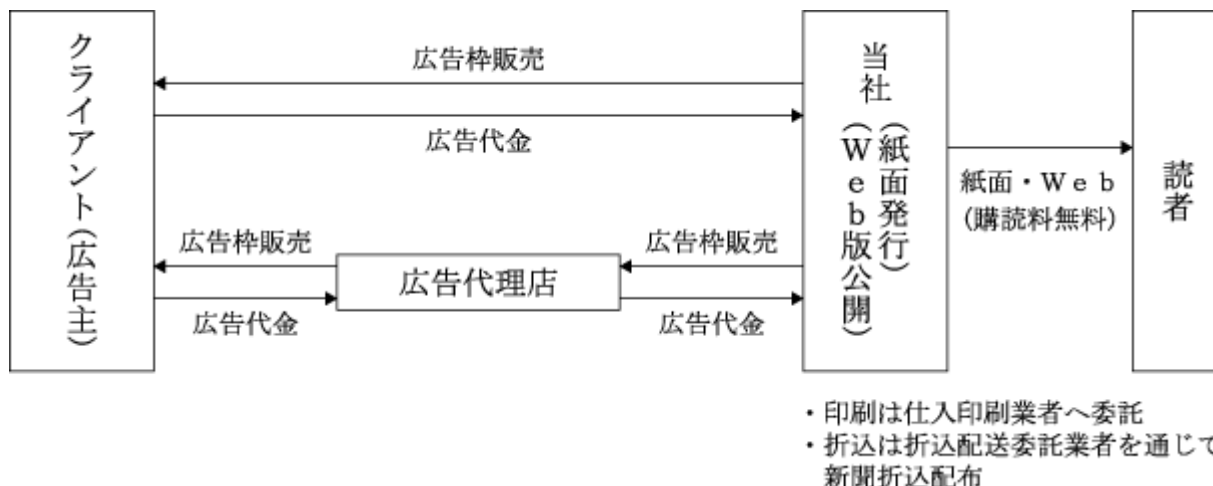 クライアント(広告主)
広告枠販売
広告代金
広告枠販売
広告代金
広告代理店
広告枠販売
広告代金
当社
(紙面発行)
(Web版公開)
紙面・Web
(購読料無料)
読者
・印刷は仕入印刷業者へ委託
・折込は折込配送委託業者を通じて
新聞折込配布